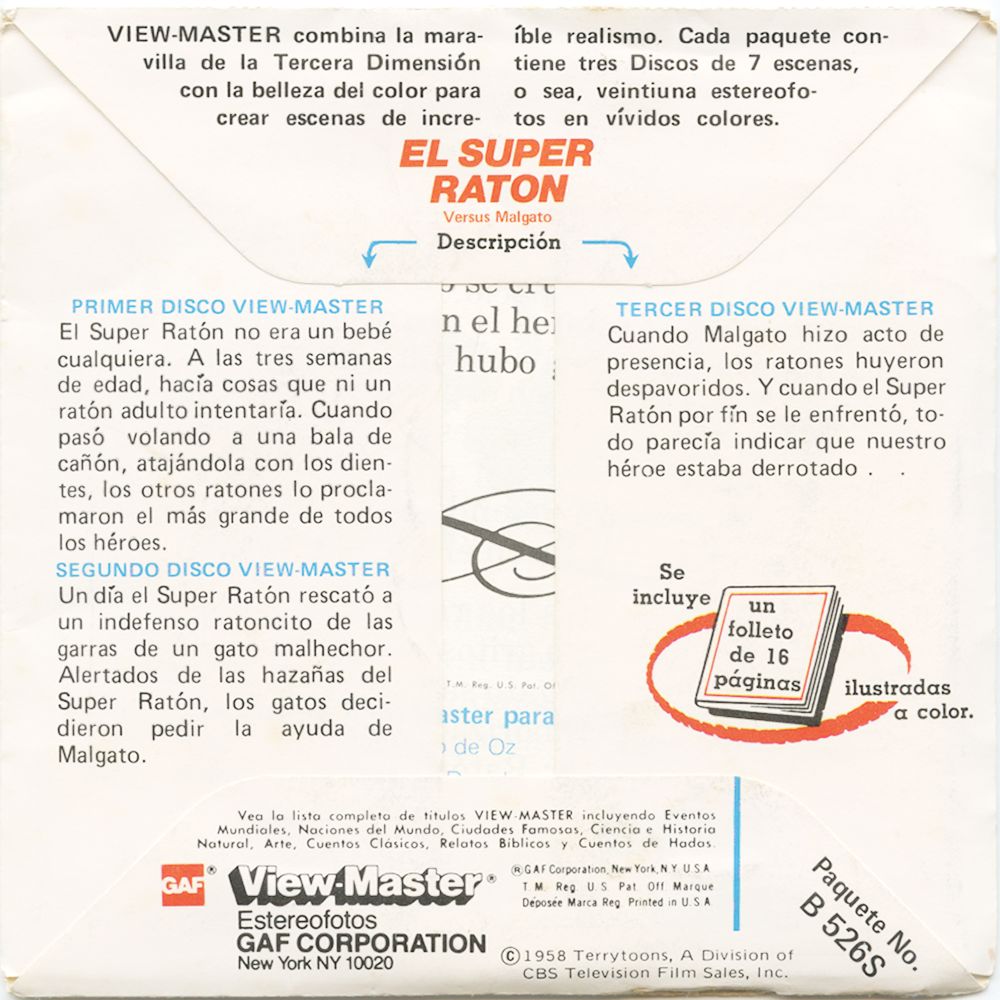 VIEW-MASTER combina la mara-
villa de la Tercera Dimensión
con la belleza del color para
crear escenas de incre-
íble realismo. Cada paquete con-
tiene tres Discos de 7 escenas,
o sea, veintiuna estereofo-
tos en vívidos colores.
EL SUPER
RATON
Versus Malgato
Descripción
PRIMER DISCO VIEW-MASTER
El Super Ratón no era un bebé
cualquiera. A las tres semanas
de edad, hacía cosas que ni un
ratón adulto intentaría. Cuando
pasó volando a una bala de
cañón, atajándola con los dien-
tes, los otros ratones lo procla-
maron el más grande de todos
los héroes.
SEGUNDO DISCO VIEW-MASTER
Un día el Super Ratón rescató a
un indefenso ratoncito de las
garras de un gato malhechor.
Alertados de las hazañas del
Super Ratón, los gatos deci-
dieron pedir la ayuda de
Malgato.
n el he
hubo
T.M. Reg. U.S. Pat. Of
aster para
de Oz
TERCER DISCO VIEW-MASTER
Cuando Malgato hizo acto de
presencia, los ratones huyeron
despavoridos. Y cuando el Super
Ratón por fín se le enfrentó, to-
do parecía indicar que nuestro
héroe estaba derrotado . .
Se
incluye
un
folleto
de 16
páginas
ilustradas
a color.
Vea la lista completa de titulos VIEW-MASTER incluyendo Eventos
Mundiales, Naciones del Mundo, Ciudades Famosas, Ciencia e Historia
Natural, Arte, Cuentos Clásicos, Relatos Bíblicos y Cuentos de Hadas.
GAF®
View-Master®
Estereofotos
GAF CORPORATION
New York NY 10020
® GAF Corporation, New York, N.Y. U.S.A.
T.M. Reg. U.S. Pat. Off Marque
Déposée Marca Reg. Printed in U.S.A.
©1958 Terrytoons, A Division of
CBS Television Film Sales, Inc.
Paquete No.
B 526S